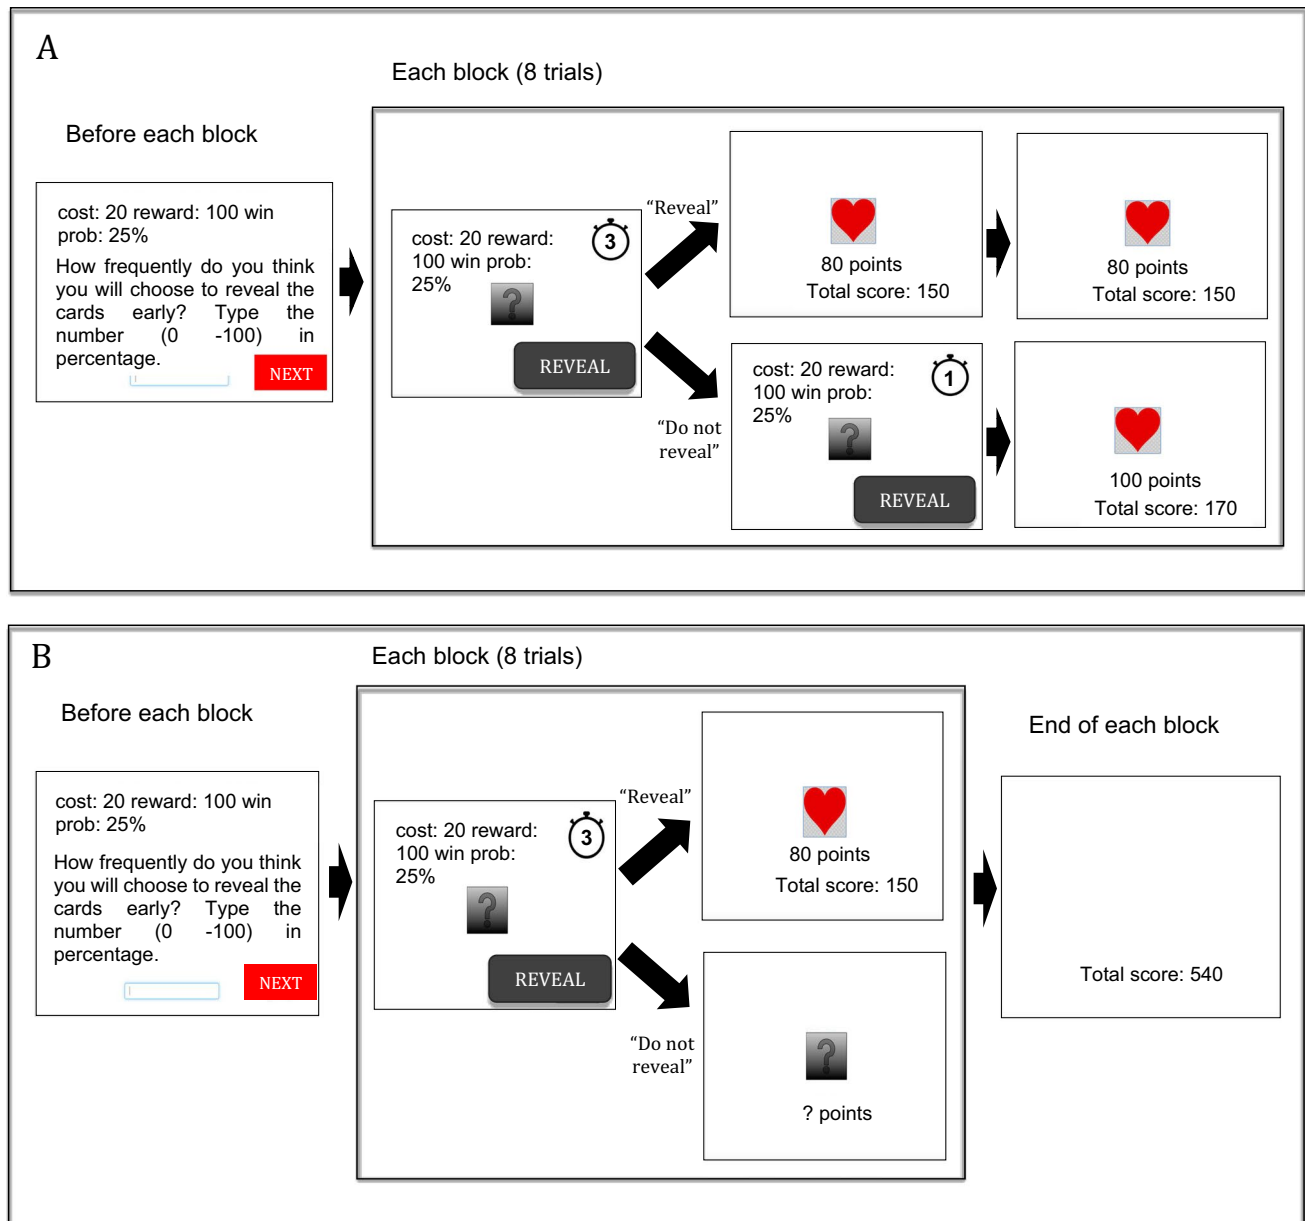 A
Each block (8 trials)
Before each block
cost: 20 reward: 100 win
prob: 25%
How frequently do you think
you will choose to reveal the
cards early? Type the
number (0 -100) in
percentage.
NEXT
cost: 20 reward:
100 win prob:
25%
3
?
REVEAL
“Reveal”
80 points
Total score: 150
80 points
Total score: 150
“Do not
reveal”
cost: 20 reward:
100 win prob:
25%
1
?
REVEAL
100 points
Total score: 170
B
Each block (8 trials)
Before each block
cost: 20 reward: 100 win
prob: 25%
How frequently do you think
you will choose to reveal the
cards early? Type the
number (0 -100) in
percentage.
NEXT
cost: 20 reward:
100 win prob:
25%
3
?
REVEAL
“Reveal”
80 points
Total score: 150
“Do not
reveal”
?
? points
End of each block
Total score: 540